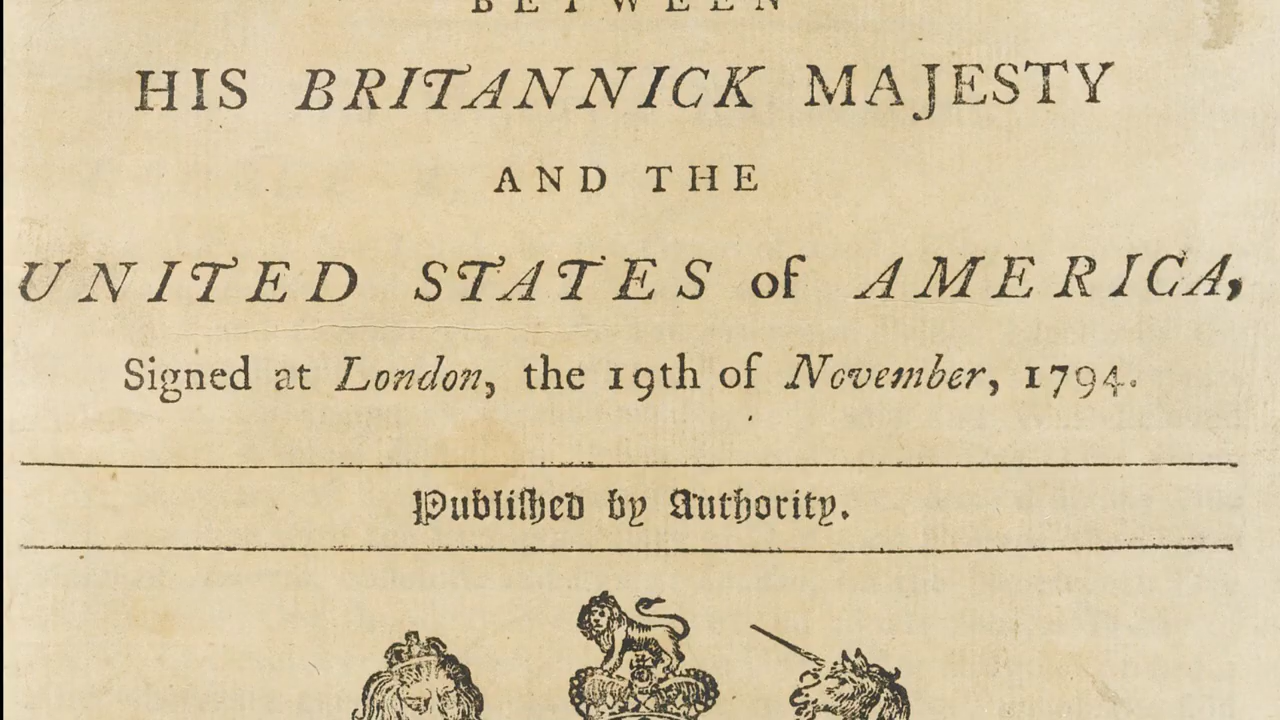 BETWEEN
HIS BRITANNICK MAJESTY
AND THE
UNITED STATES of AMERICA,
Signed at London, the 19th of November, 1794.
Publiſhed by Authority.